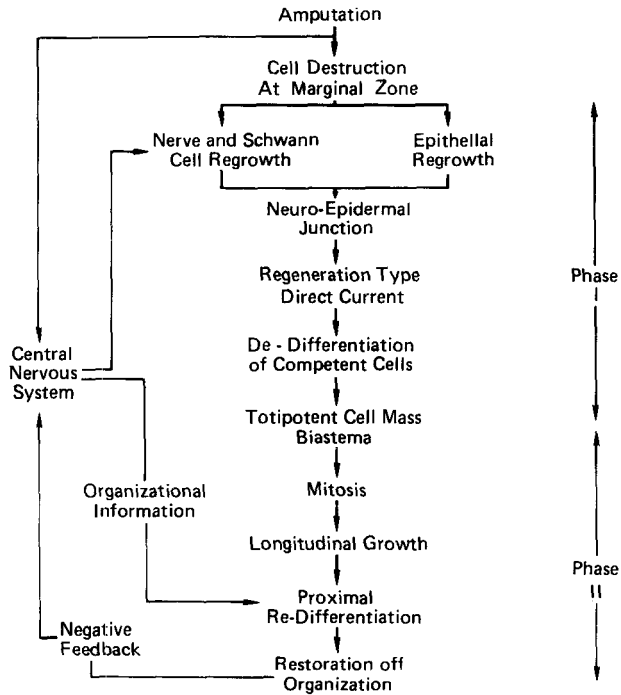 Amputation
Cell Destruction
At Marginal Zone
Nerve and Schwann
Cell Regrowth
Epithellal
Regrowth
Neuro-Epidermal
Junction
Regeneration Type
Direct Current
Phase
I
De - Differentiation
of Competent Cells
Central
Nervous
System
Totipotent Cell Mass
Biastema
Mitosis
Organizational
Information
Longitudinal Growth
Proximal
Re-Differentiation
Phase
II
Negative
Feedback
Restoration off
Organization